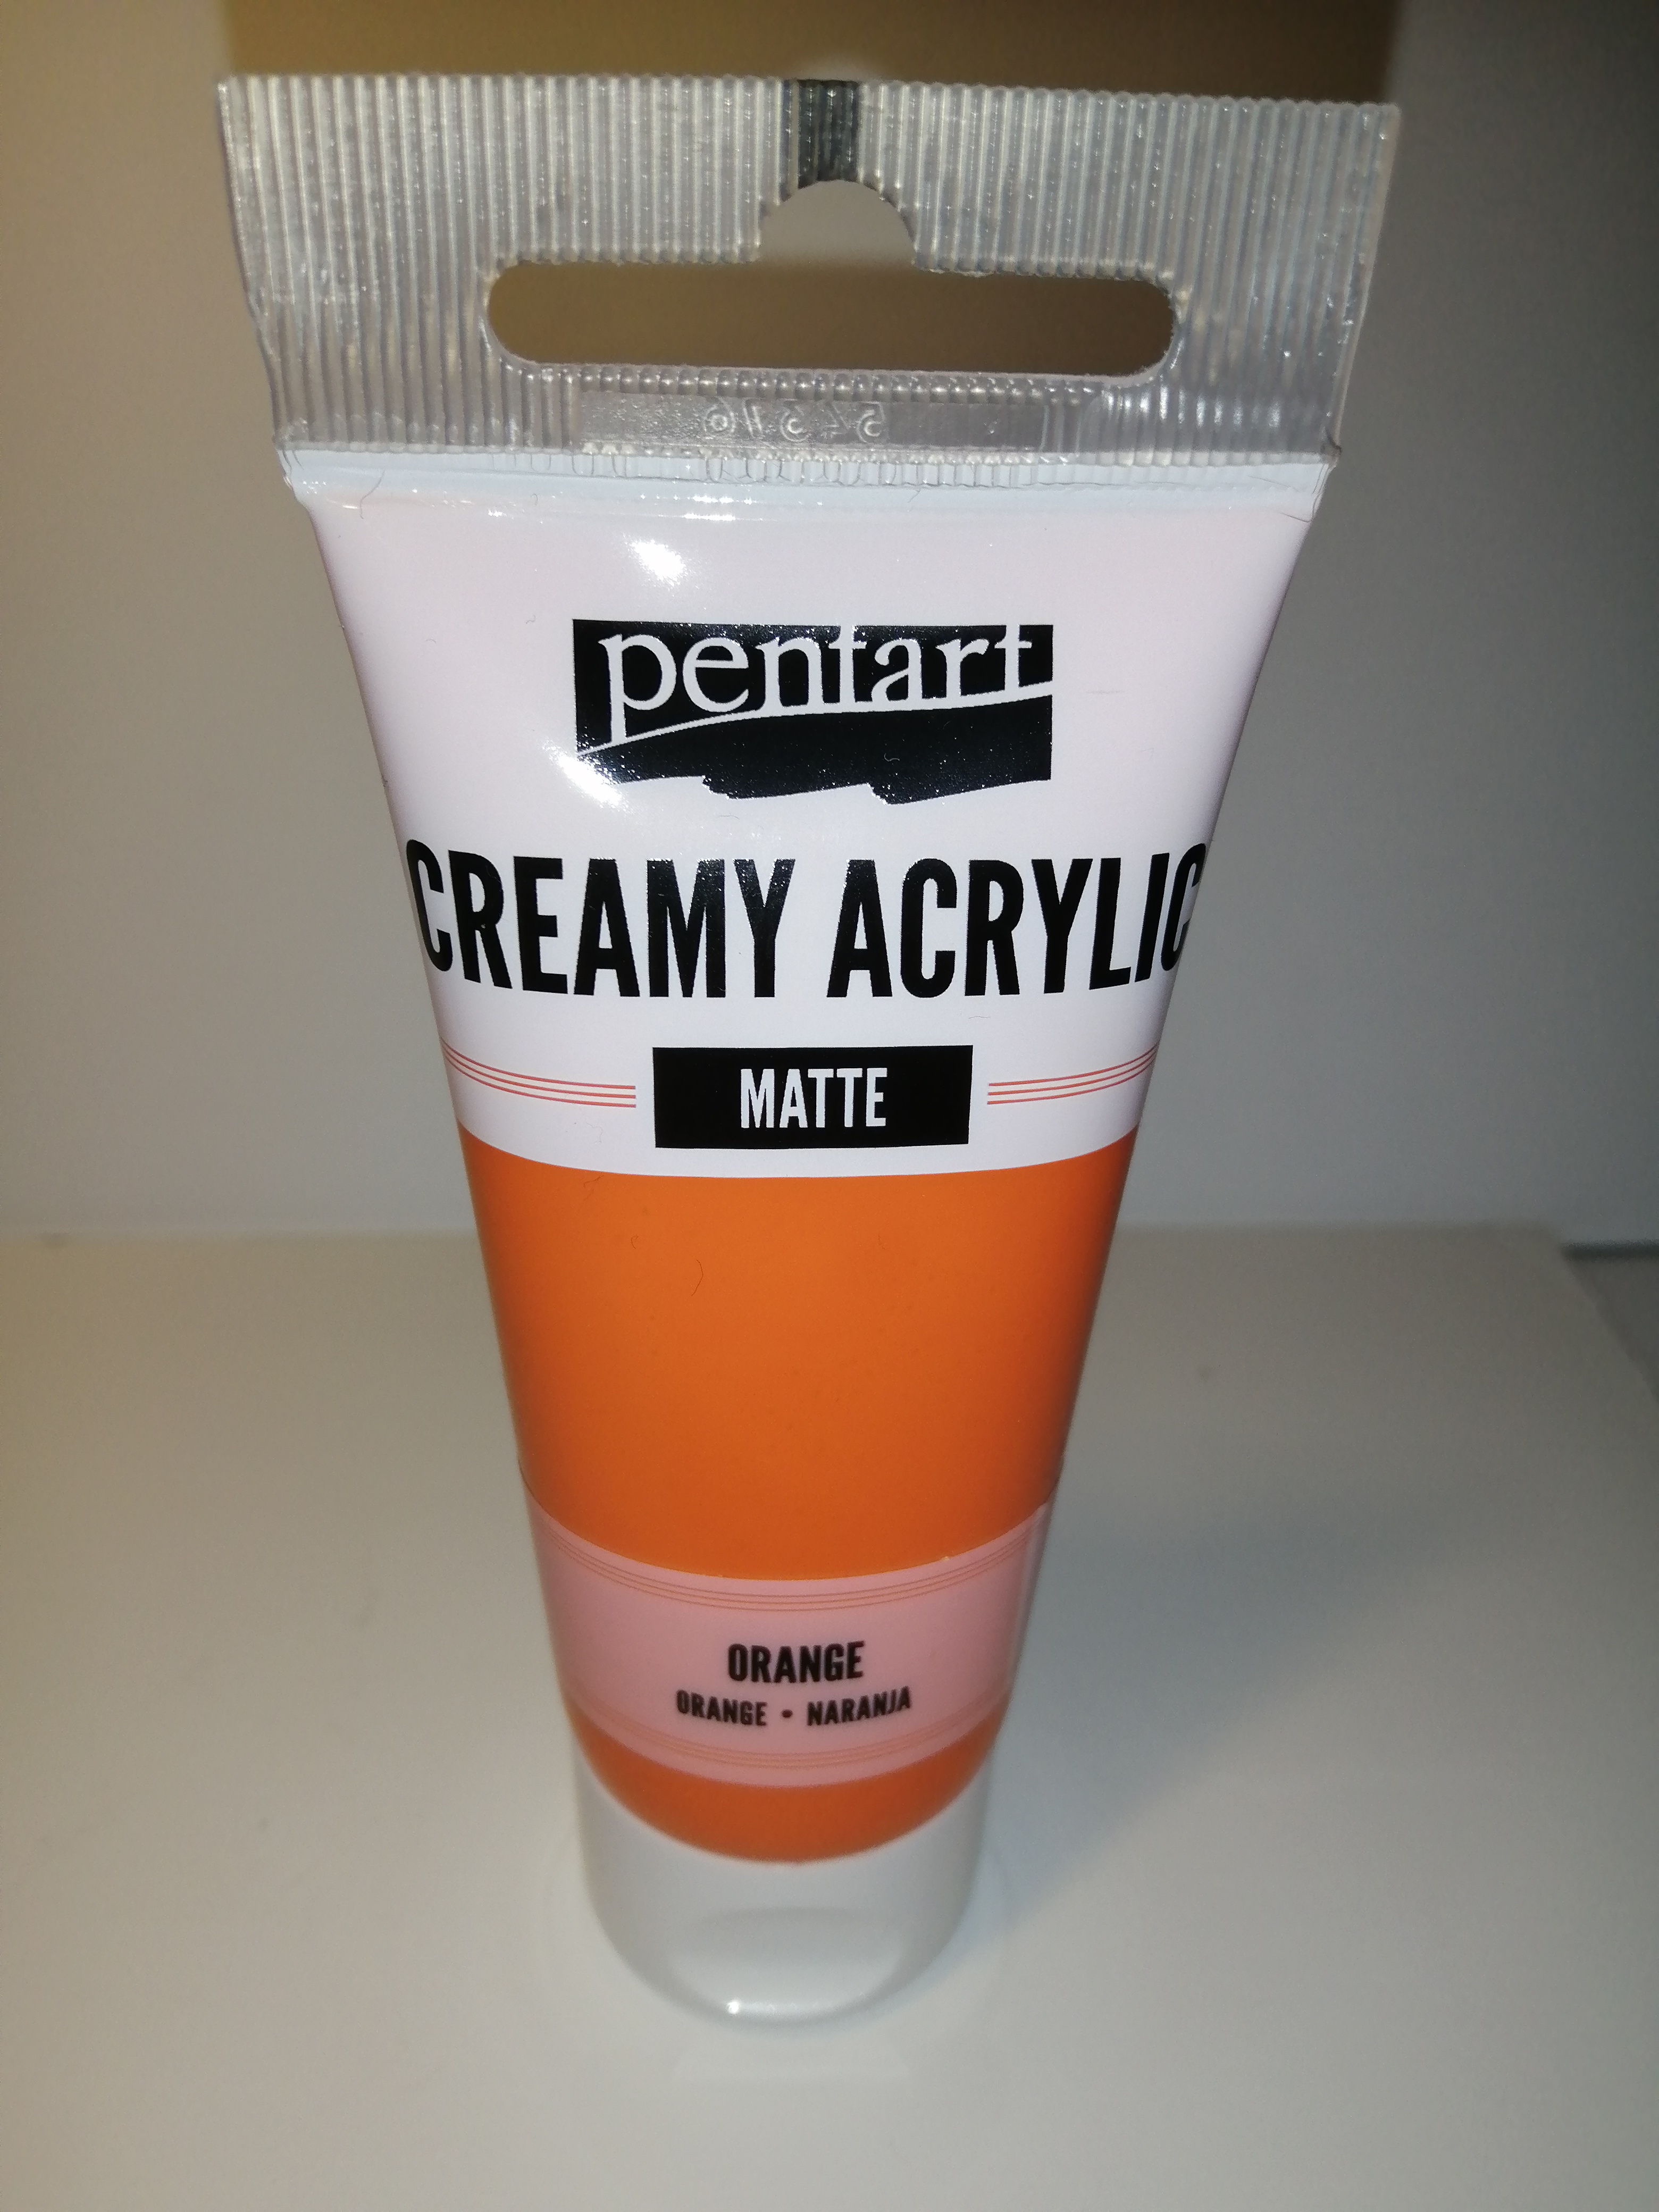 pentart
CREAMY ACRYLIC
MATTE
ORANGE
ORANGE • NARANJA